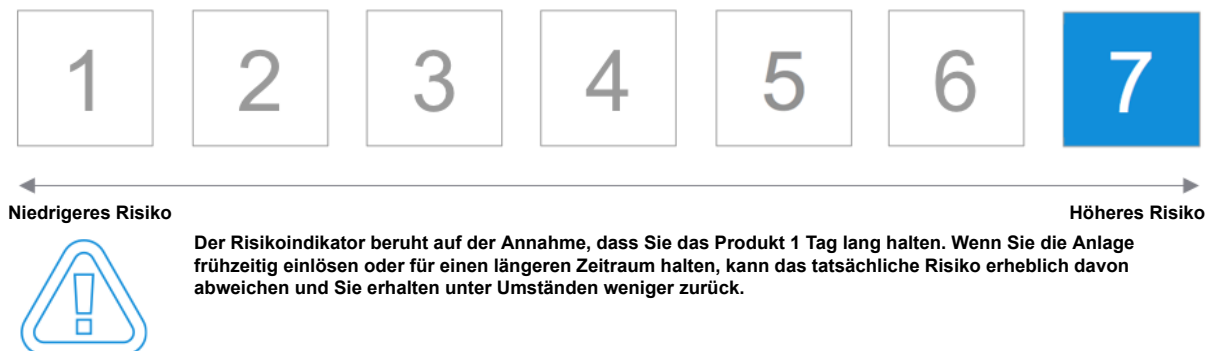 1 2 3 4 5 6 7
Niedrigeres Risiko Höheres Risiko
Der Risikoindikator beruht auf der Annahme, dass Sie das Produkt 1 Tag lang halten. Wenn Sie die Anlage
frühzeitig einlösen oder für einen längeren Zeitraum halten, kann das tatsächliche Risiko erheblich davon
abweichen und Sie erhalten unter Umständen weniger zurück.